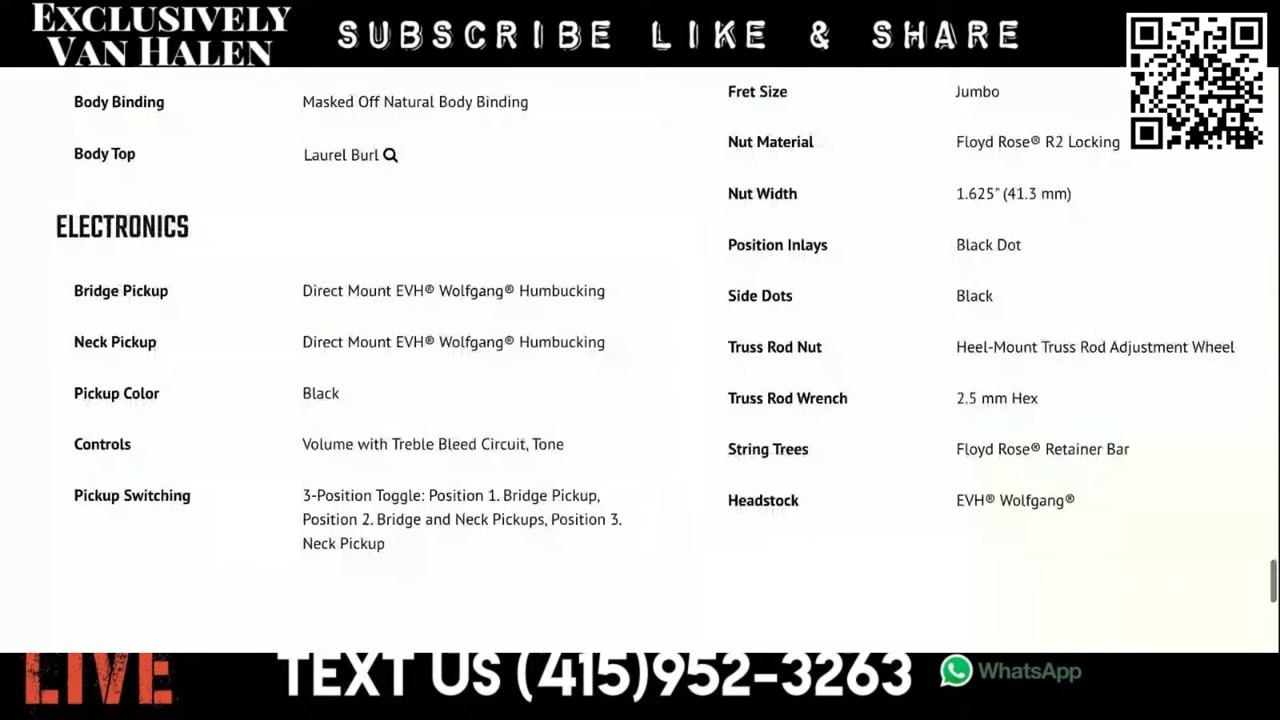 EXCLUSIVELY
VAN HALEN
SUBSCRIBE LIKE & SHARE
Body Binding Masked Off Natural Body Binding
Body Top Laurel Burl
ELECTRONICS
Bridge Pickup Direct Mount EVH® Wolfgang® Humbucking
Neck Pickup Direct Mount EVH® Wolfgang® Humbucking
Pickup Color Black
Controls Volume with Treble Bleed Circuit, Tone
Pickup Switching 3-Position Toggle: Position 1. Bridge Pickup,
Position 2. Bridge and Neck Pickups, Position 3.
Neck Pickup
Fret Size Jumbo
Nut Material Floyd Rose® R2 Locking
Nut Width 1.625" (41.3 mm)
Position Inlays Black Dot
Side Dots Black
Truss Rod Nut Heel-Mount Truss Rod Adjustment Wheel
Truss Rod Wrench 2.5 mm Hex
String Trees Floyd Rose® Retainer Bar
Headstock EVH® Wolfgang®
LIVE TEXT US (415)952-3263 WhatsApp